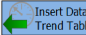 Insert Data
Trend Tabl